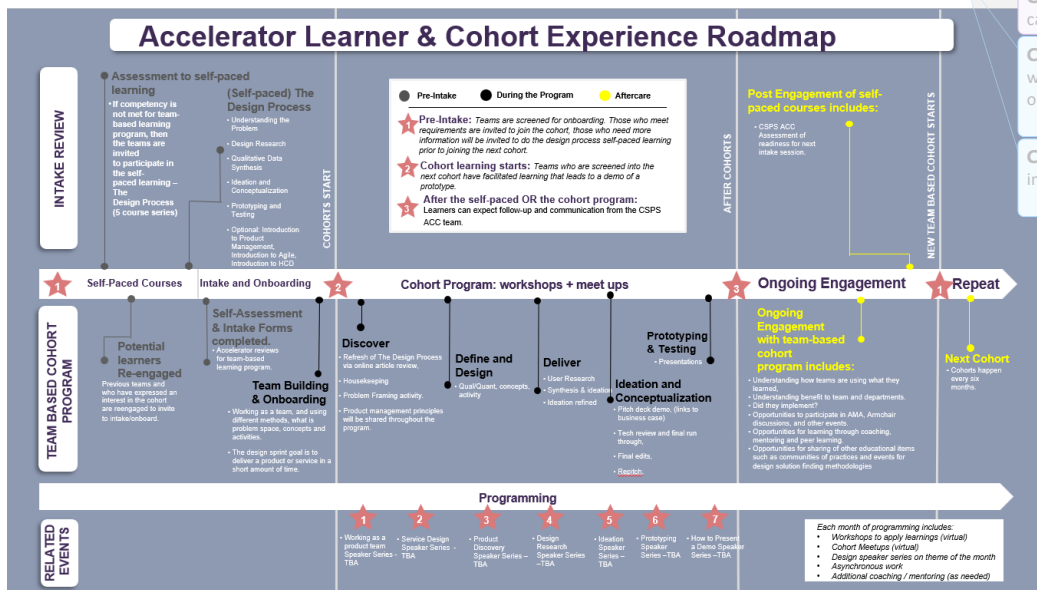 Accelerator Learner & Cohort Experience Roadmap
INTAKE REVIEW
Assessment to self-paced
learning
• If competency is
not met for team-
based learning
program, then
the teams are
invited
to participate in
the self-
paced learning –
The
Design Process
(5 course series)
(Self-paced) The
Design Process
• Understanding the
Problem
• Design Research
• Qualitative Data
Synthesis
• Ideation and
Conceptualization
• Prototyping and
Testing
• Optional: Introduction
to Product
Management,
Introduction to Agile,
Introduction to HCD
COHORTS START
Pre-Intake
During the Program
Aftercare
1
Pre-Intake: Teams are screened for onboarding. Those who meet
requirements are invited to join the cohort, those who need more
information will be invited to do the design process self-paced learning
prior to joining the next cohort.
2
Cohort learning starts: Teams who are screened into the
next cohort have facilitated learning that leads to a demo of a
prototype.
3
After the self-paced OR the cohort program:
Learners can expect follow-up and communication from the CSPS
ACC team.
AFTER COHORTS
Post Engagement of self-
paced courses includes:
• CSPS ACC
Assessment of
readiness for next
intake session.
NEW TEAM BASED COHORT STARTS
1
Self-Paced Courses
Intake and Onboarding
2
Cohort Program: workshops + meet ups
3
Ongoing Engagement
1
Repeat
TEAM BASED COHORT
PROGRAM
Potential
learners
Re-engaged
Previous teams and
who have expressed an
interest in the cohort
are reengaged to invite
to intake/onboard.
Self-Assessment
& Intake Forms
completed.
• Accelerator reviews
for team-based
learning program.
Team Building
& Onboarding
• Working as a team, and using
different methods, what is
problem space, concepts and
activities.
• The design sprint goal is to
deliver a product or service in a
short amount of time.
Discover
• Refresh of The Design Process
via online article review,
• Housekeeping
• Problem Framing activity.
• Product management principles
will be shared throughout the
program.
Define and
Design
• Qual/Quant, concepts,
activity
Deliver
• User Research
• Synthesis & ideation
• Ideation refined
Ideation and
Conceptualization
• Pitch deck demo. (links to
business case)
• Tech review and final run
through,
• Final edits,
• Repitch.
Prototyping
& Testing
• Presentations
Ongoing
Engagement
with team-based
cohort
program includes:
• Understanding how teams are using what they
learned,
• Understanding benefit to team and departments.
• Did they implement?
• Opportunities to participate in AMA, Armchair
discussions, and other events.
• Opportunities for learning through coaching,
mentoring and peer learning.
• Opportunities for sharing of other educational items
such as communities of practices and events for
design solution finding methodologies
Next Cohort
• Cohorts happen
every six
months.
Programming
RELATED
EVENTS
1
• Working as a
product team
Speaker Series -
TBA
2
• Service Design
Speaker Series -
TBA
3
• Product
Discovery
Speaker Series –
TBA
4
• Design
Research
Speaker Series
–TBA
5
• Ideation
Speaker
Series –
TBA
6
• Prototyping
Speaker
Series –TBA
7
• How to Present
a Demo Speaker
Series –TBA
Each month of programming includes:
• Workshops to apply learnings (virtual)
• Cohort Meetups (virtual)
• Design speaker series on theme of the month
• Asynchronous work
• Additional coaching / mentoring (as needed)